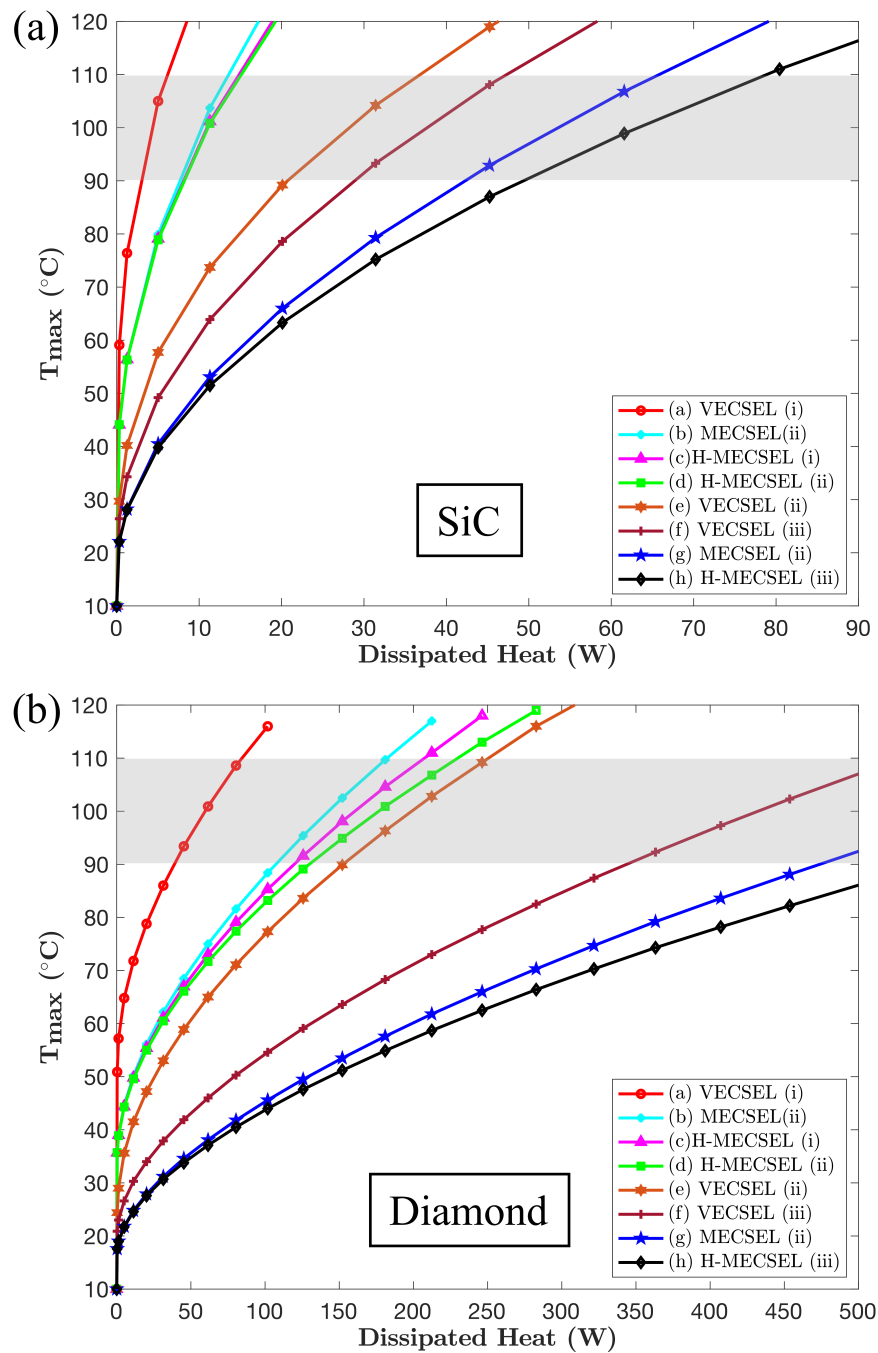 (a)
120
110
100
90
80
70
60
50
40
30
20
10
Tmax (°C)
SiC
(a) VECSEL (i)
(b) MECSEL(ii)
(c)H-MECSEL (i)
(d) H-MECSEL (ii)
(e) VECSEL (ii)
(f) VECSEL (iii)
(g) MECSEL (ii)
(h) H-MECSEL (iii)
0 10 20 30 40 50 60 70 80 90
Dissipated Heat (W)
(b)
120
110
100
90
80
70
60
50
40
30
20
10
Tmax (°C)
Diamond
(a) VECSEL (i)
(b) MECSEL(ii)
(c)H-MECSEL (i)
(d) H-MECSEL (ii)
(e) VECSEL (ii)
(f) VECSEL (iii)
(g) MECSEL (ii)
(h) H-MECSEL (iii)
0 50 100 150 200 250 300 350 400 450 500
Dissipated Heat (W)